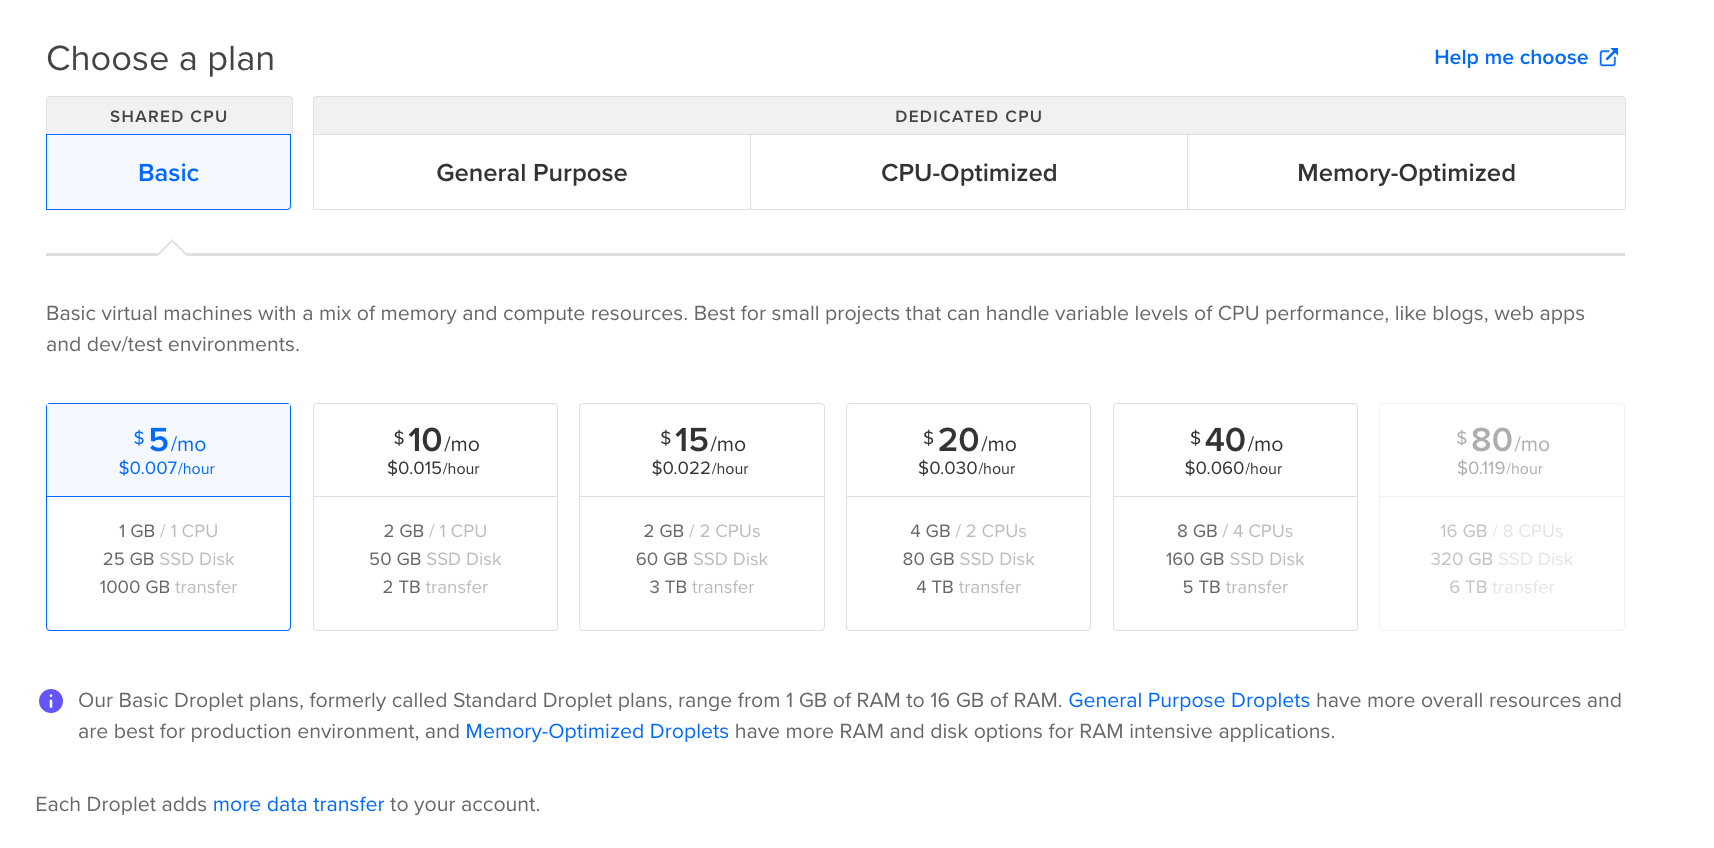 Choose a plan
Help me choose
SHARED CPU
DEDICATED CPU
Basic
General Purpose
CPU-Optimized
Memory-Optimized
Basic virtual machines with a mix of memory and compute resources. Best for small projects that can handle variable levels of CPU performance, like blogs, web apps
and dev/test environments.
$5/mo
$0.007/hour
1 GB / 1 CPU
25 GB SSD Disk
1000 GB transfer
$10/mo
$0.015/hour
2 GB / 1 CPU
50 GB SSD Disk
2 TB transfer
$15/mo
$0.022/hour
2 GB / 2 CPUs
60 GB SSD Disk
3 TB transfer
$20/mo
$0.030/hour
4 GB / 2 CPUs
80 GB SSD Disk
4 TB transfer
$40/mo
$0.060/hour
8 GB / 4 CPUs
160 GB SSD Disk
5 TB transfer
$80/mo
$0.119/hour
16 GB / 8 CPUs
320 GB SSD Disk
6 TB transfer
Our Basic Droplet plans, formerly called Standard Droplet plans, range from 1 GB of RAM to 16 GB of RAM. General Purpose Droplets have more overall resources and
are best for production environment, and Memory-Optimized Droplets have more RAM and disk options for RAM intensive applications.
Each Droplet adds more data transfer to your account.